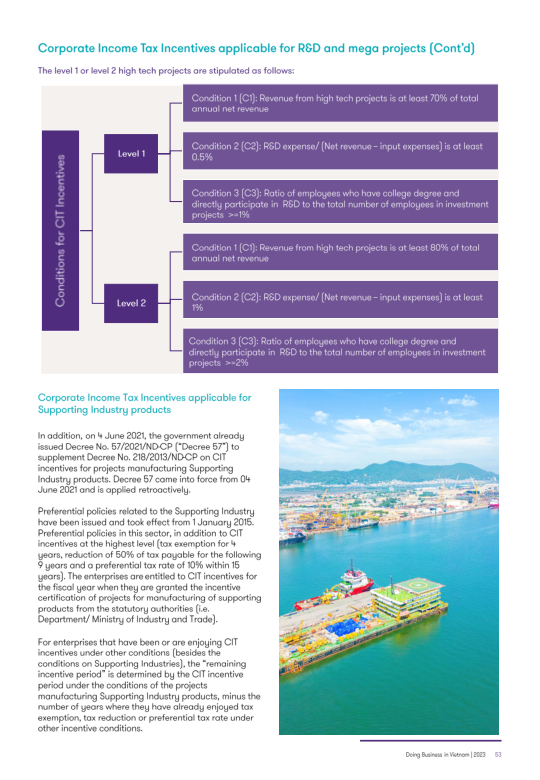 Corporate Income Tax Incentives applicable for R&D and mega projects (Cont’d)
The level 1 or level 2 high tech projects are stipulated as follows:
Conditions for CIT Incentives
Level 1
Condition 1 (C1): Revenue from high tech projects is at least 70% of total
annual net revenue
Condition 2 (C2): R&D expense/ (Net revenue – input expenses) is at least
0.5%
Condition 3 (C3): Ratio of employees who have college degree and
directly participate in R&D to the total number of employees in investment
projects >=1%
Level 2
Condition 1 (C1): Revenue from high tech projects is at least 80% of total
annual net revenue
Condition 2 (C2): R&D expense/ (Net revenue – input expenses) is at least
1%
Condition 3 (C3): Ratio of employees who have college degree and
directly participate in R&D to the total number of employees in investment
projects >=2%
Corporate Income Tax Incentives applicable for
Supporting Industry products
In addition, on 4 June 2021, the government already
issued Decree No. 57/2021/ND-CP (“Decree 57”) to
supplement Decree No. 218/2013/ND-CP on CIT
incentives for projects manufacturing Supporting
Industry products. Decree 57 came into force from 04
June 2021 and is applied retroactively.
Preferential policies related to the Supporting Industry
have been issued and took effect from 1 January 2015.
Preferential policies in this sector, in addition to CIT
incentives at the highest level (tax exemption for 4
years, reduction of 50% of tax payable for the following
9 years and a preferential tax rate of 10% within 15
years). The enterprises are entitled to CIT incentives for
the fiscal year when they are granted the incentive
certification of projects for manufacturing of supporting
products from the statutory authorities (i.e.
Department/ Ministry of Industry and Trade).
For enterprises that have been or are enjoying CIT
incentives under other conditions (besides the
conditions on Supporting Industries), the “remaining
incentive period” is determined by the CIT incentive
period under the conditions of the projects
manufacturing Supporting Industry products, minus the
number of years where they have already enjoyed tax
exemption, tax reduction or preferential tax rate under
other incentive conditions.
Doing Business in Vietnam | 2023 53